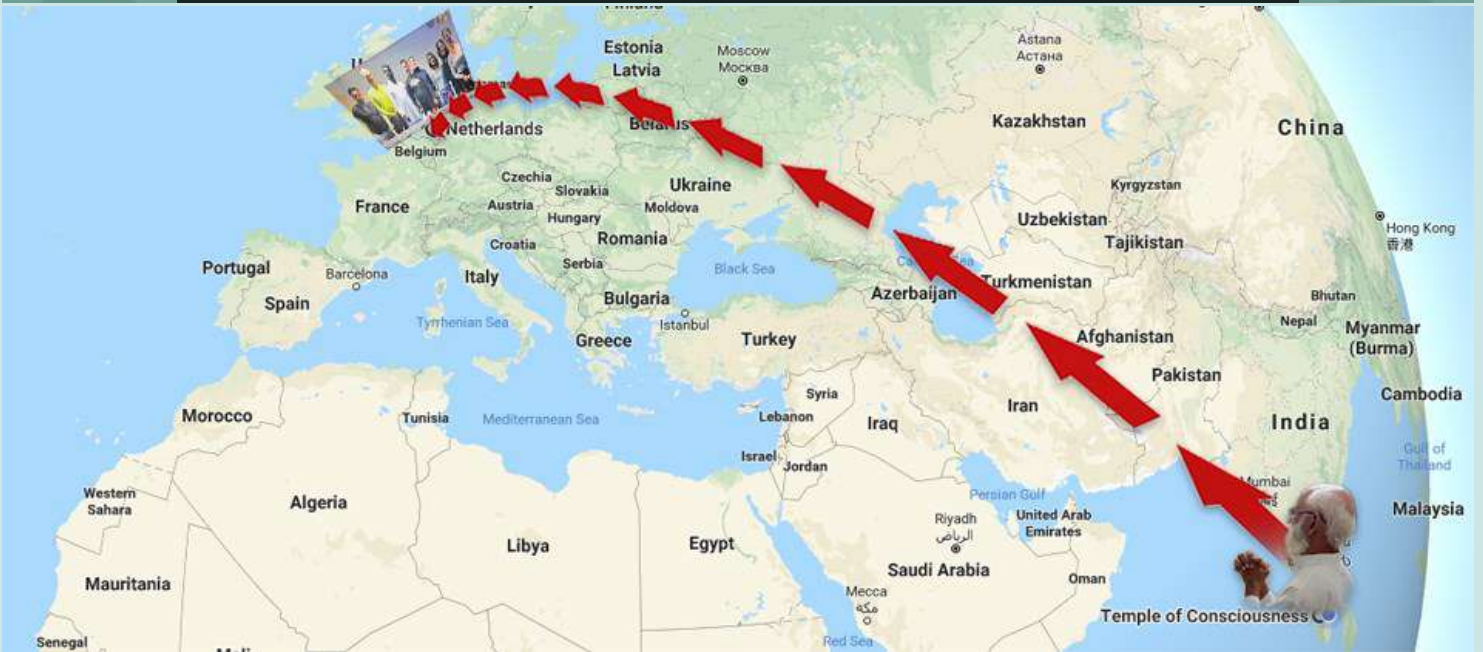 Estonia
Latvia
Moscow
Москва
Astana
Астана
Kazakhstan
China
Netherlands
Belarus
Belgium
Czechia
Slovakia
Ukraine
Kyrgyzstan
France
Austria
Hungary
Moldova
Uzbekistan
Tajikistan
Hong Kong
香港
Croatia
Romania
Portugal
Barcelona
Italy
Serbia
Black Sea
Turkmenistan
Azerbaijan
Spain
Bulgaria
Bhutan
Tyrrhenian Sea
Istanbul
Nepal
Myanmar
(Burma)
Greece
Turkey
Afghanistan
Pakistan
Syria
Cambodia
Morocco
Tunisia
Mediterranean Sea
Lebanon
Iraq
Iran
India
Israel
Jordan
Gulf of
Thailand
Western
Sahara
Algeria
Persian Gulf
Mumbai
Riyadh
الرياض
United Arab
Emirates
Malaysia
Libya
Egypt
Saudi Arabia
Mauritania
Oman
Mecca
مكة
Temple of Consciousness
Senegal
Red Sea